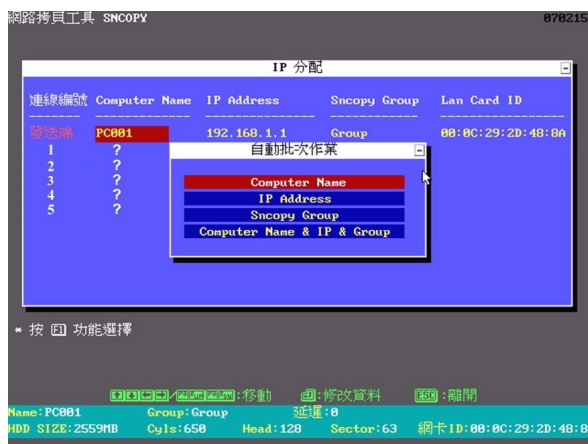 網路拷貝工具 SNCOPY 070215
IP 分配
連線編號 Computer Name IP Address Sncopy Group Lan Card ID
發送端 PC001 192.168.1.1 Group 00:0C:29:2D:48:8A
自動批次作業
1 ?
Computer Name
2 ?
IP Address
3 ?
Sncopy Group
4 ?
Computer Name & IP & Group
5 ?
* 按 F1 功能選擇
:移動 :修改資料 ESC :離開
Name:PC001 Group:Group 延遲:0
HDD SIZE:2559MB Cyls:650 Head:128 Sector:63 網卡ID:00:0C:29:2D:48:8